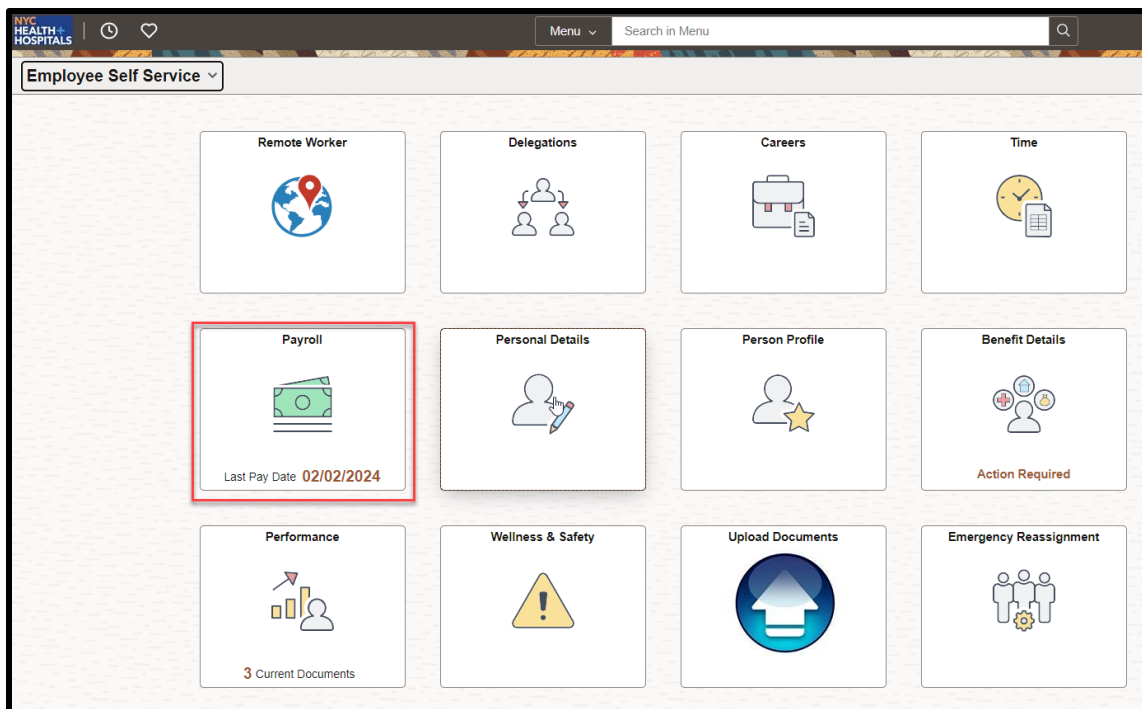 NYC
HEALTH+
HOSPITALS
Menu
Search in Menu
Employee Self Service
Remote Worker
Delegations
Careers
Time
Payroll
Last Pay Date 02/02/2024
Personal Details
Person Profile
Benefit Details
Action Required
Performance
3 Current Documents
Wellness & Safety
Upload Documents
Emergency Reassignment